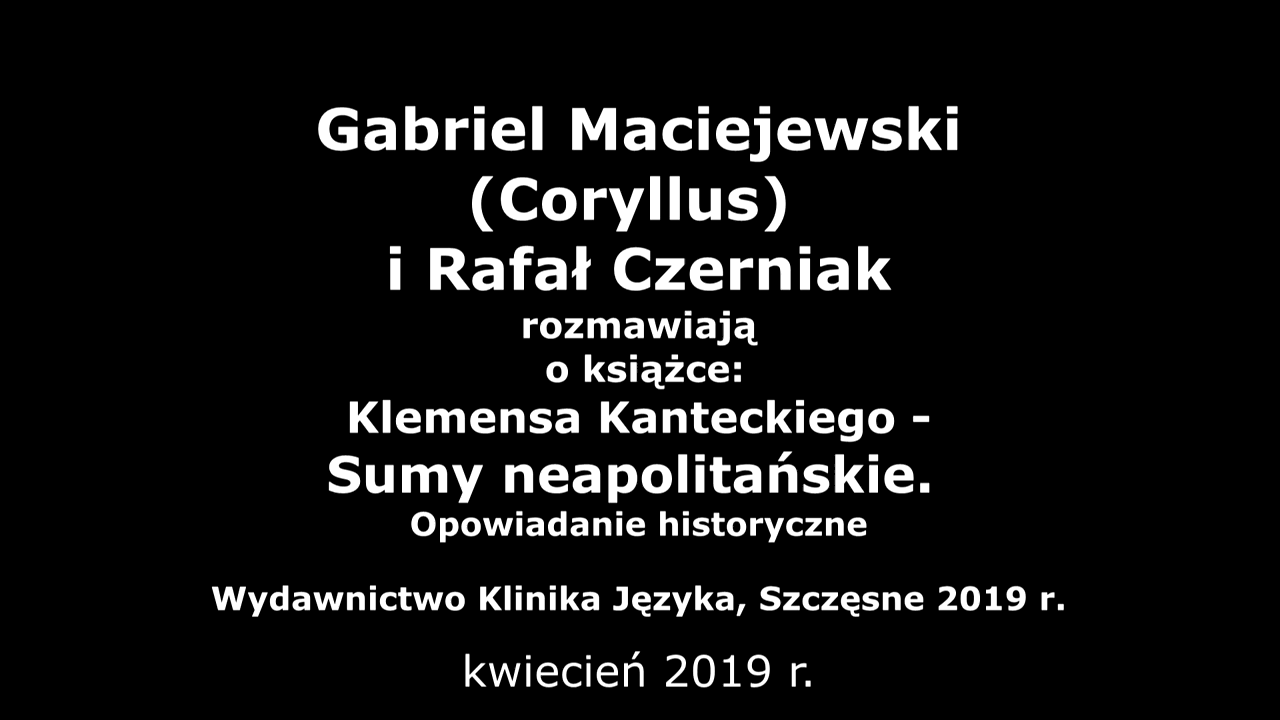 Gabriel Maciejewski
(Coryllus)
i Rafał Czerniak
rozmawiają
o książce:
Klemensa Kanteckiego -
Sumy neapolitańskie.
Opowiadanie historyczne
Wydawnictwo Klinika Języka, Szczęsne 2019 r.
kwiecień 2019 r.